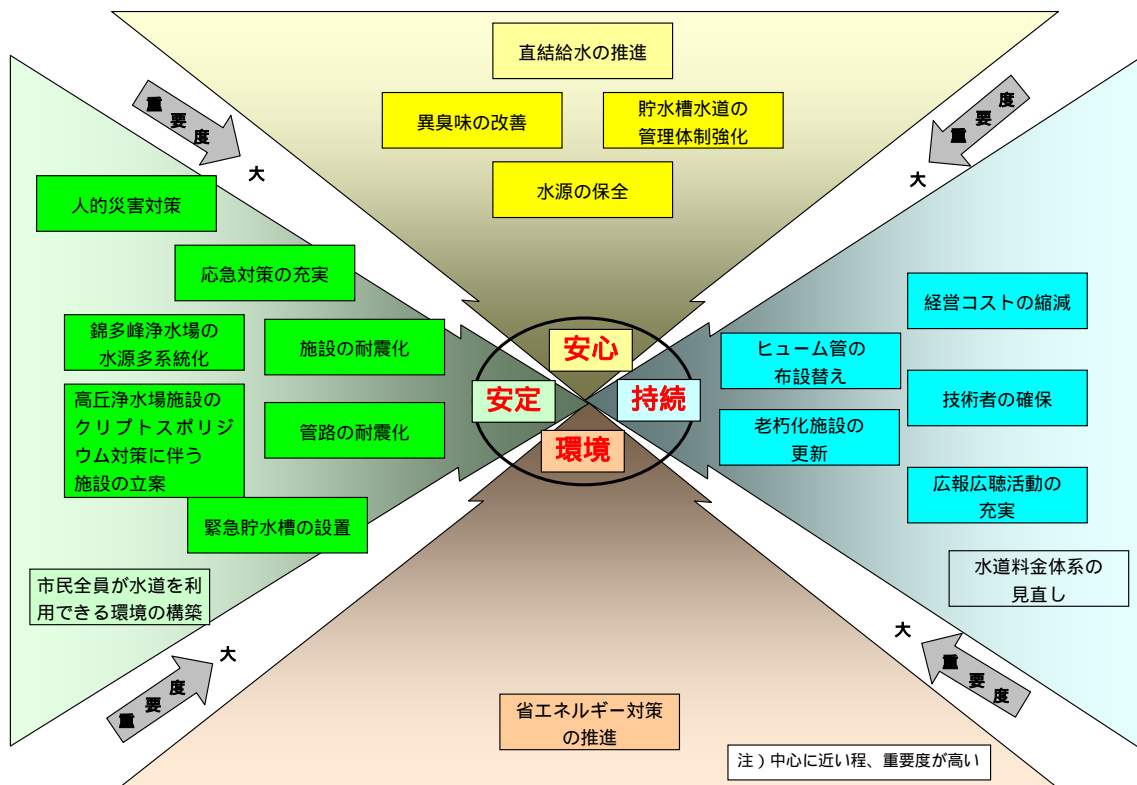 直結給水の推進
異臭味の改善
貯水槽水道の
管理体制強化
水源の保全
重要度
大
重要度
大
人的災害対策
応急対策の充実
錦多峰浄水場の
水源多系統化
施設の耐震化
高丘浄水場施設の
クリプトスポリジ
ウム対策に伴う
施設の立案
管路の耐震化
緊急貯水槽の設置
市民全員が水道を利
用できる環境の構築
安心
安定
持続
環境
ヒューム管の
布設替え
老朽化施設の
更新
経営コストの縮減
技術者の確保
広報広聴活動の
充実
水道料金体系の
見直し
大
重要度
大
重要度
省エネルギー対策
の推進
注)中心に近い程、重要度が高い